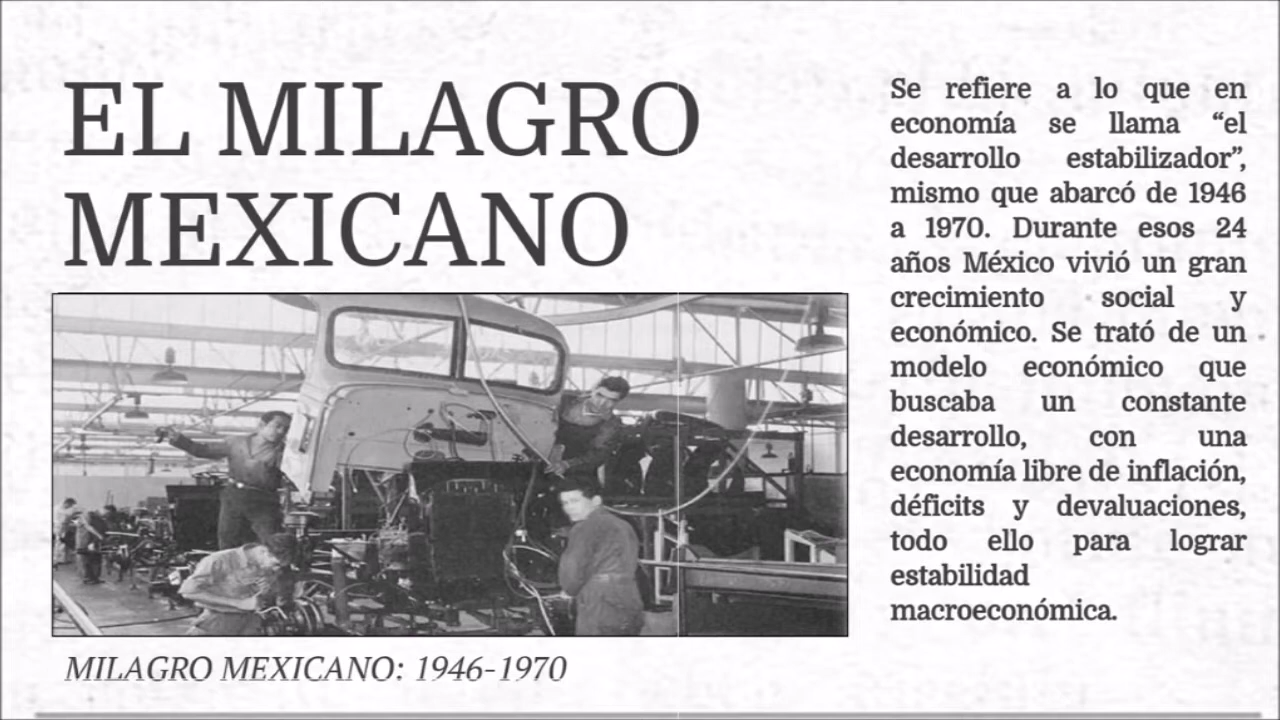 EL MILAGRO
MEXICANO
Se refiere a lo que en
economía se llama “el
desarrollo estabilizador”,
mismo que abarcó de 1946
a 1970. Durante esos 24
años México vivió un gran
crecimiento social y
económico. Se trató de un
modelo económico que
buscaba un constante
desarrollo, con una
economía libre de inflación,
déficits y devaluaciones,
todo ello para lograr
estabilidad
macroeconómica.
MILAGRO MEXICANO: 1946-1970